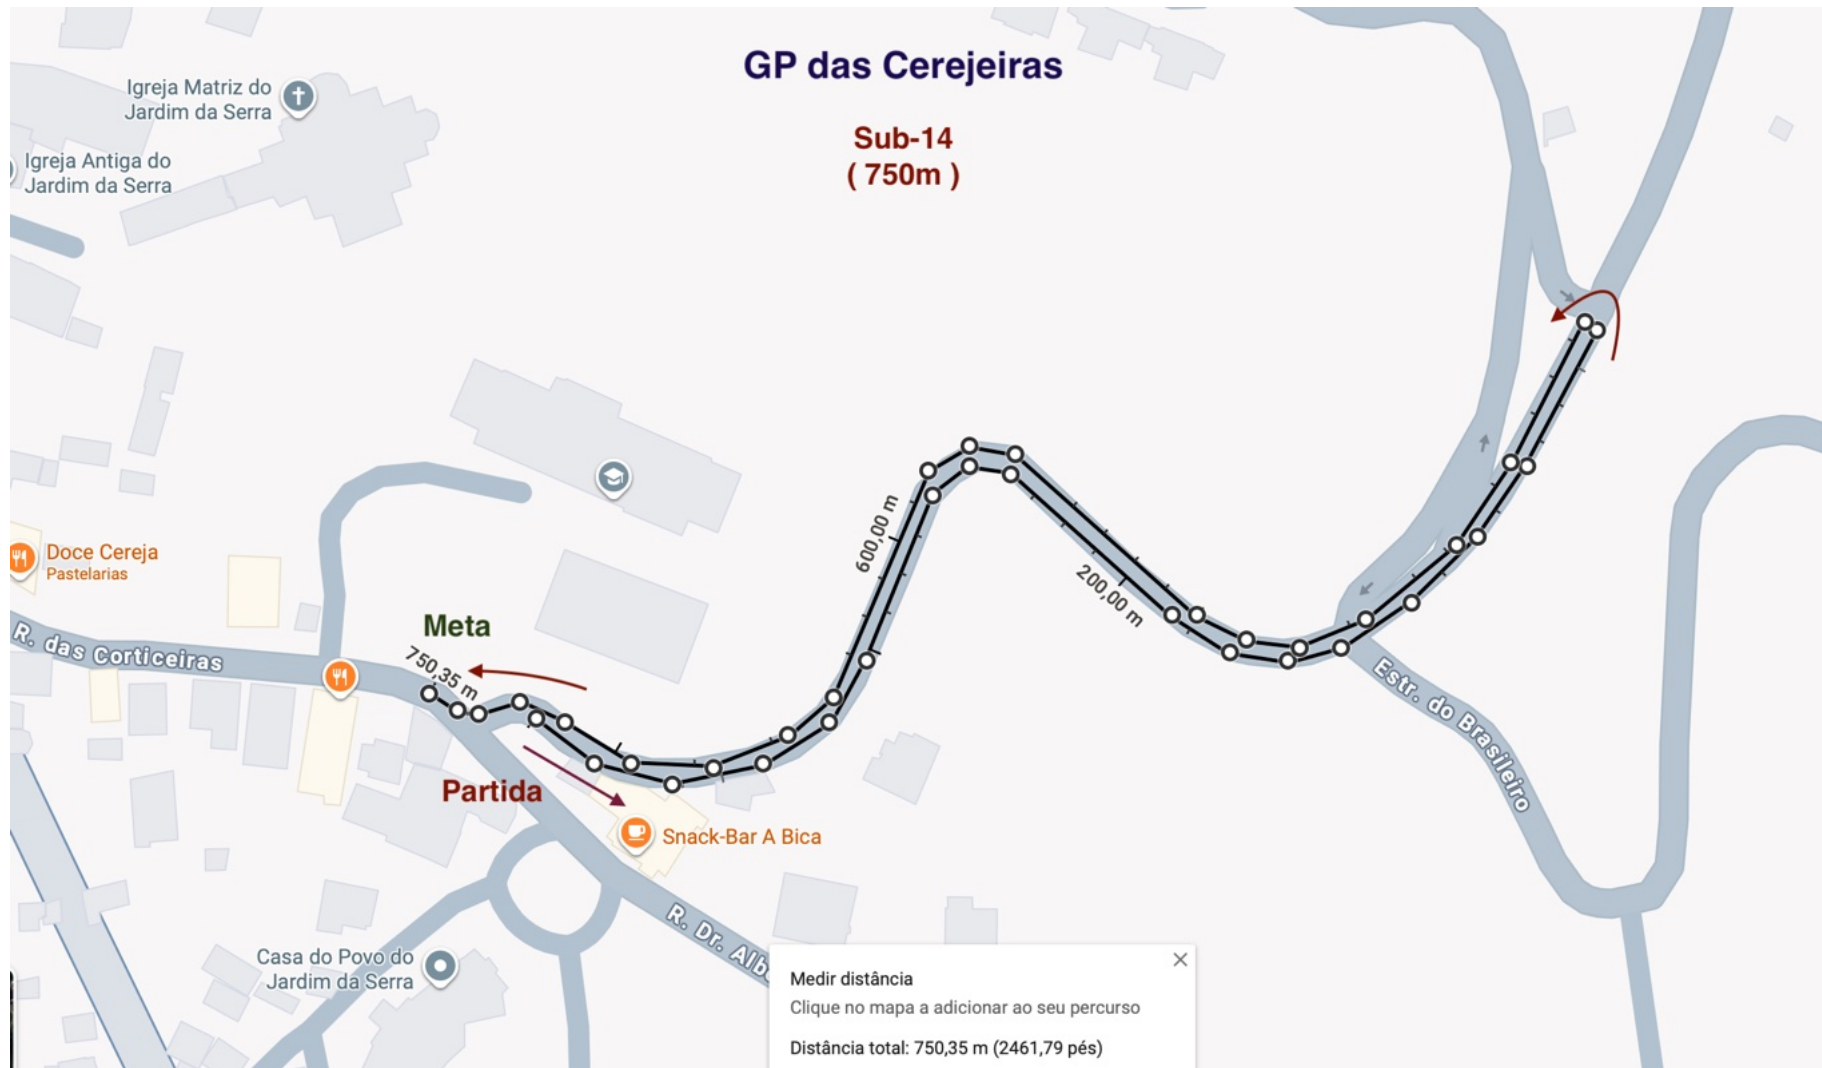 GP das Cerejeiras
Sub-14
( 750m )
Igreja Matriz do
Jardim da Serra
Igreja Antiga do
Jardim da Serra
Doce Cereja
Pastelarias
R. das Corticeiras
Meta
750,35 m
600,00 m
200,00 m
Partida
Estr. do Brasileiro
Snack-Bar A Bica
R. Dr. Alb
Casa do Povo do
Jardim da Serra
Medir distância
Clique no mapa a adicionar ao seu percurso
Distância total: 750,35 m (2461,79 pés)